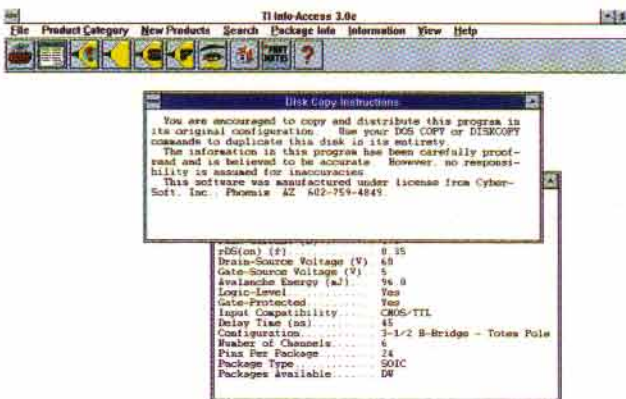 TI Info-Access 3.0e
File Product Category New Products Search Package Info Information View Help
PART
NOTES
?
Disk Copy Instructions
You are encouraged to copy and distribute this program in
its original configuration. Use your DOS COPY or DISKCOPY
commands to duplicate this disk in its entirety.
The information in this program has been carefully proof-
read and is believed to be accurate. However, no responsi-
bility is assumed for inaccuracies.
This software was manufactured under license from Cyber-
Soft, Inc., Phoenix AZ 602-759-4849.
rDS(on) 0.35
Drain-Source Voltage (V) 60
Gate-Source Voltage (V) 5
Avalanche Energy (mJ) 96.0
Logic-Level Yes
Gate-Protected Yes
Input Compatibility CMOS/TTL
Delay Time (ns) 45
Configuration 3-1/2 H-Bridge - Totem Pole
Number of Channels 6
Pins Per Package 24
Package Type SOIC
Packages Available DW